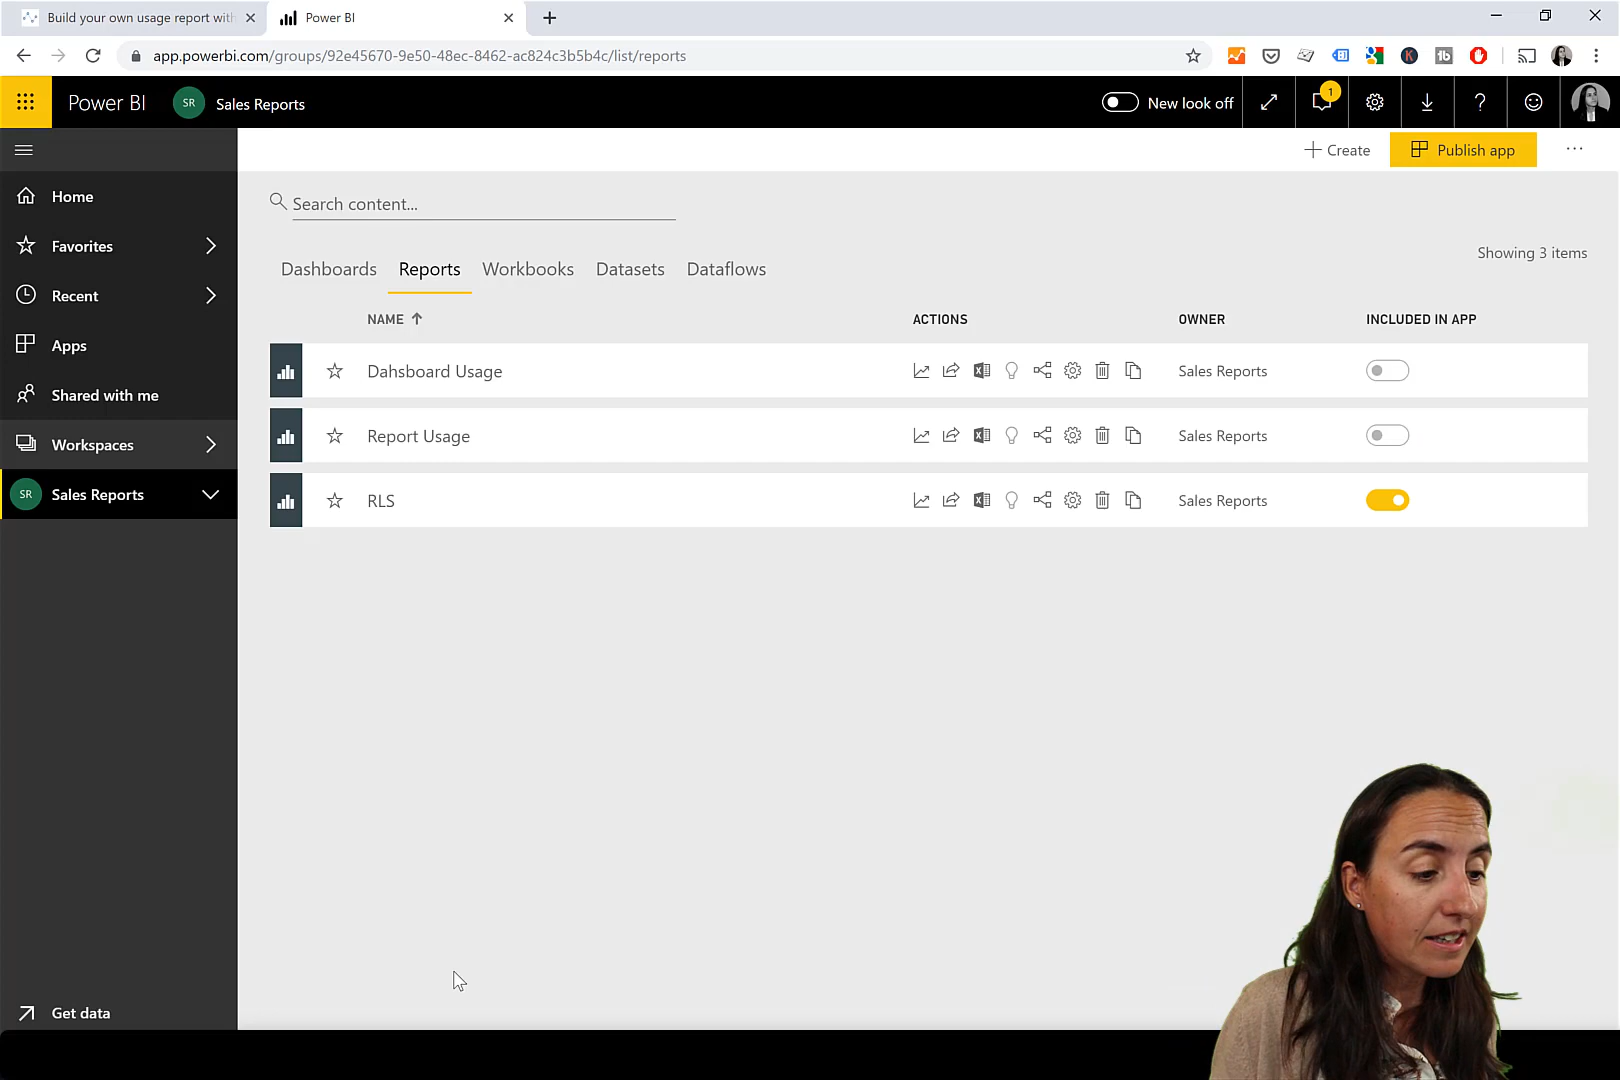 Build your own usage report with
Power BI
app.powerbi.com/groups/92e45670-9e50-48ec-8462-ac824c3b5b4c/list/reports
Power BI
SR
Sales Reports
New look off
1
Create
Publish app
Home
Favorites
Recent
Apps
Shared with me
Workspaces
SR
Sales Reports
Get data
Search content...
Showing 3 items
Dashboards
Reports
Workbooks
Datasets
Dataflows
NAME
ACTIONS
OWNER
INCLUDED IN APP
Dahsboard Usage
Sales Reports
Report Usage
Sales Reports
RLS
Sales Reports